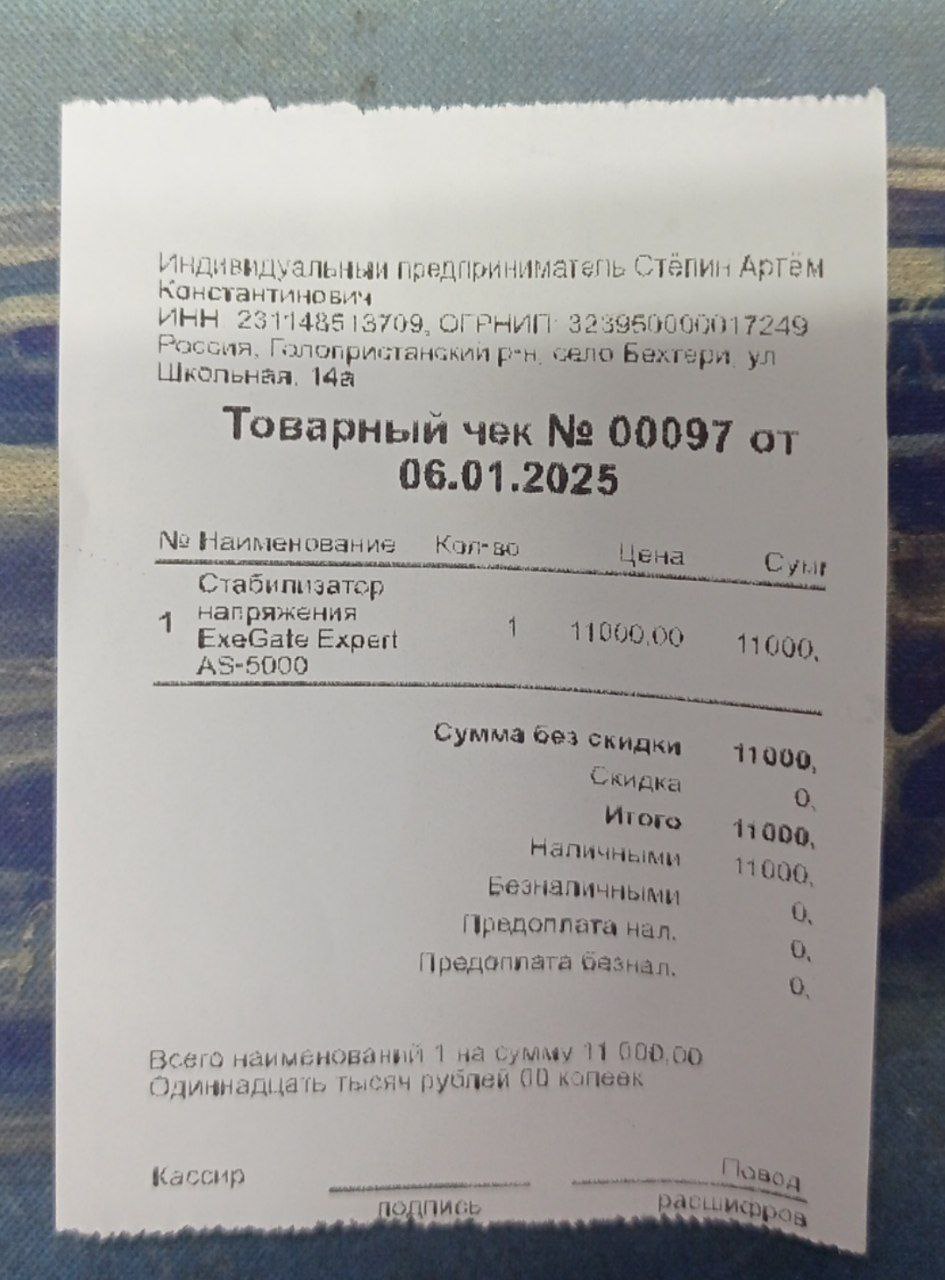 Индивидуальный предприниматель Стёпин Артём
Константинович
ИНН: 231148513709, ОГРНИП: 323950000017249
Россия, Голопристанский р-н, село Бехтери, ул
Школьная, 14а
Товарный чек № 00097 от
06.01.2025
№ Наименование Кол-во Цена Сумм
1 Стабилизатор напряжения ExeGate Expert AS-5000 1 11000,00 11000,
Сумма без скидки 11000,
Скидка 0,
Итого 11000,
Наличными 11000,
Безналичными 0,
Предоплата нал. 0,
Предоплата безнал. 0,
Всего наименований 1 на сумму 11 000,00
Одиннадцать тысяч рублей 00 копеек
Кассир Повод
подпись расшифров